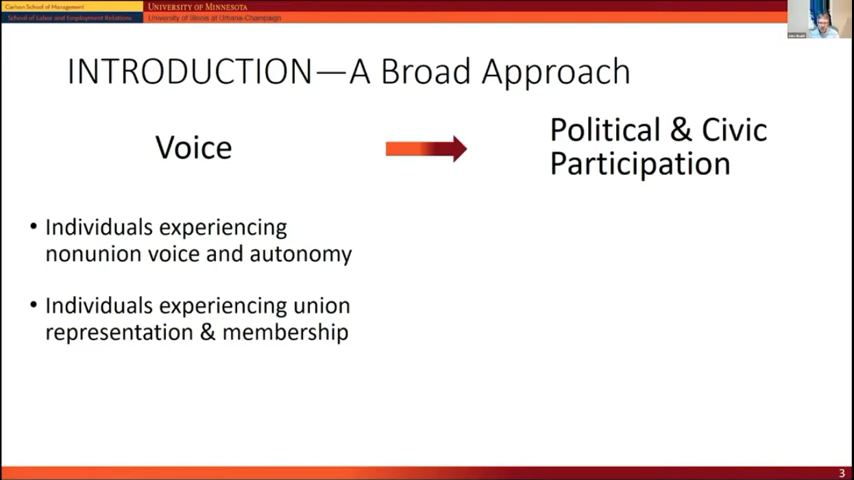 Carlson School of Management
UNIVERSITY OF MINNESOTA
School of Labor and Employment Relations
University of Illinois at Urbana-Champaign
INTRODUCTION—A Broad Approach
Voice
Political & Civic
Participation
• Individuals experiencing
nonunion voice and autonomy
• Individuals experiencing union
representation & membership
3